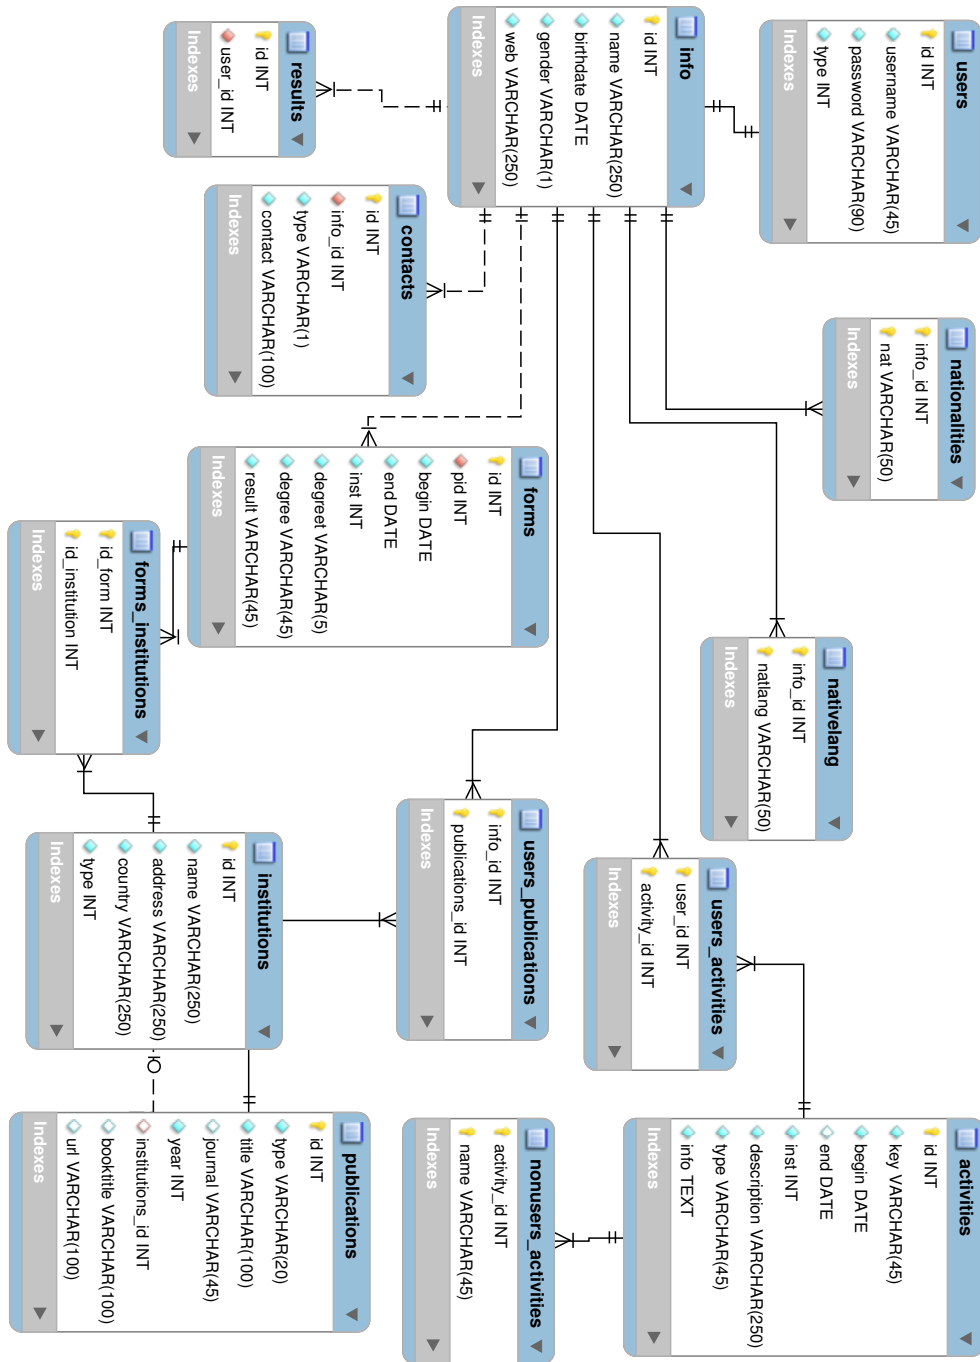 users
id INT
username VARCHAR(45)
password VARCHAR(90)
type INT
Indexes
nationalities
info_id INT
nat VARCHAR(50)
Indexes
nativelang
info_id INT
natlang VARCHAR(50)
Indexes
users_activities
user_id INT
activity_id INT
Indexes
activities
id INT
key VARCHAR(45)
begin DATE
end DATE
inst INT
description VARCHAR(250)
type VARCHAR(45)
info TEXT
Indexes
info
id INT
name VARCHAR(250)
birthdate DATE
gender VARCHAR(1)
web VARCHAR(250)
Indexes
results
id INT
user_id INT
Indexes
contacts
id INT
info_id INT
type VARCHAR(1)
contact VARCHAR(100)
Indexes
forms
id INT
pid INT
begin DATE
end DATE
inst INT
degreet VARCHAR(5)
degree VARCHAR(45)
result VARCHAR(45)
Indexes
users_publications
info_id INT
publications_id INT
Indexes
nonusers_activities
activity_id INT
name VARCHAR(45)
Indexes
forms_institutions
id_form INT
id_institution INT
Indexes
institutions
id INT
name VARCHAR(250)
address VARCHAR(250)
country VARCHAR(250)
type INT
Indexes
publications
id INT
type VARCHAR(20)
title VARCHAR(100)
journal VARCHAR(45)
year INT
institutions_id INT
booktitle VARCHAR(100)
url VARCHAR(100)
Indexes